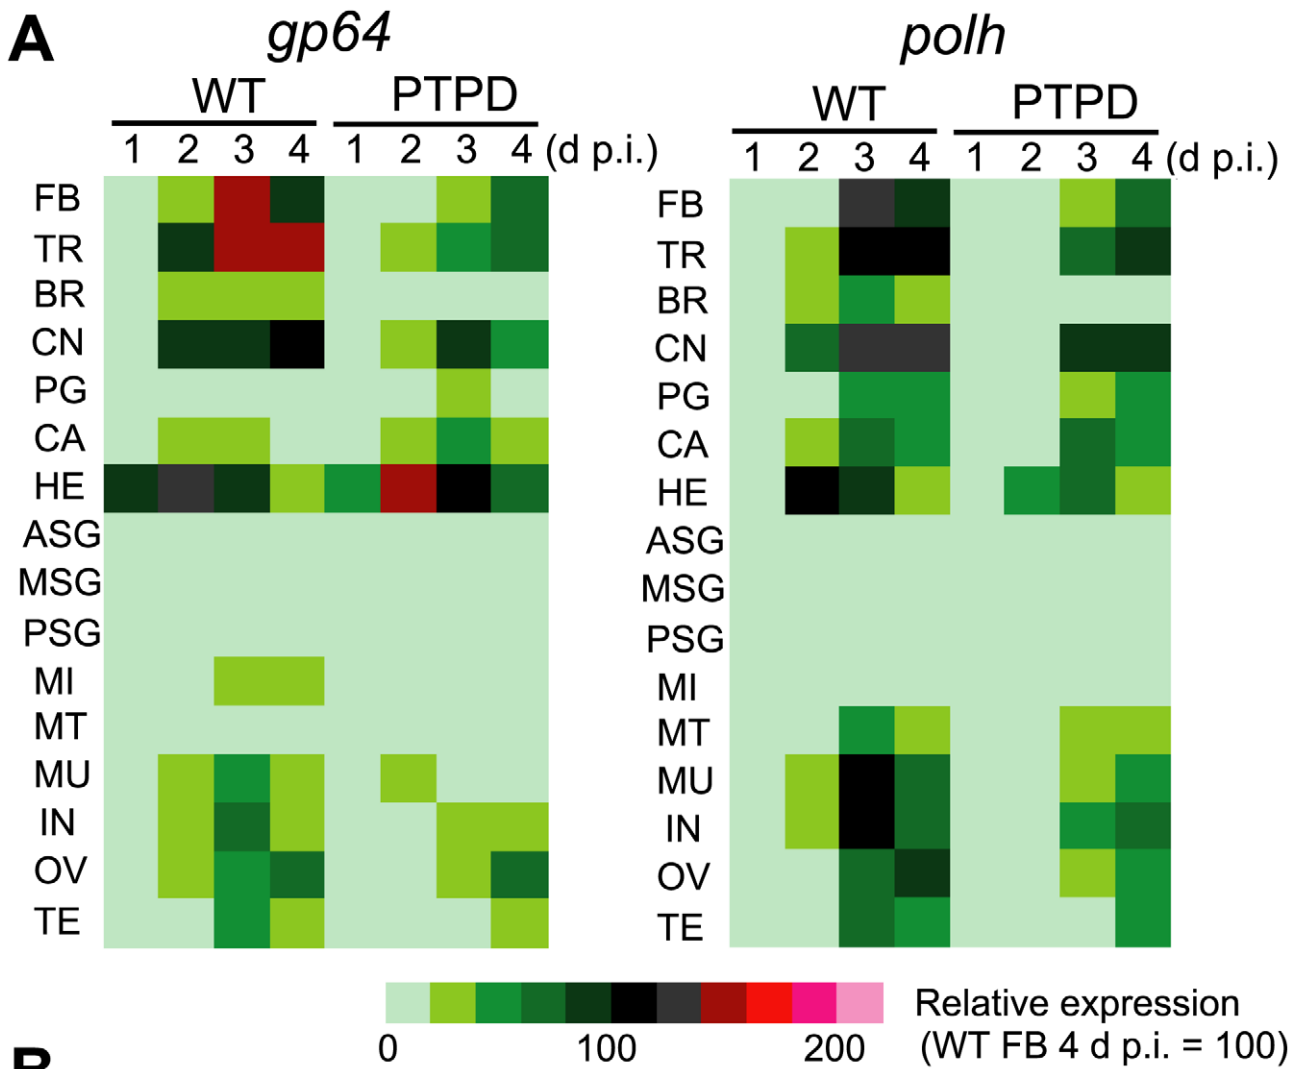 A
gp64
polh
WT PTPD
WT PTPD
1 2 3 4 1 2 3 4 (d p.i.)
1 2 3 4 1 2 3 4 (d p.i.)
FB
TR
BR
CN
PG
CA
HE
ASG
MSG
PSG
MI
MT
MU
IN
OV
TE
FB
TR
BR
CN
PG
CA
HE
ASG
MSG
PSG
MI
MT
MU
IN
OV
TE
0 100 200
Relative expression
(WT FB 4 d p.i. = 100)
B